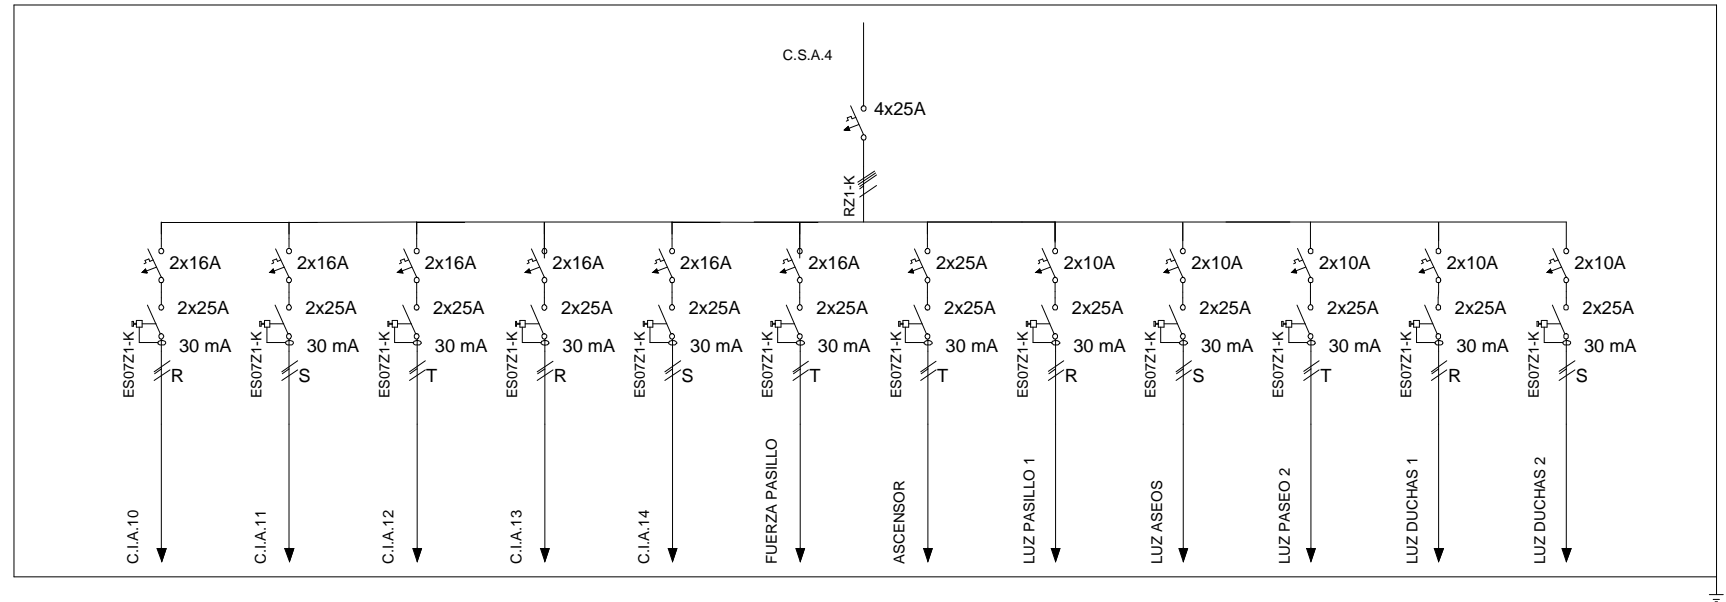 C.S.A.4
4x25A
RZ1-K
2x16A
2x16A
2x16A
2x16A
2x16A
2x16A
2x25A
2x10A
2x10A
2x10A
2x10A
2x10A
2x25A
2x25A
2x25A
2x25A
2x25A
2x25A
2x25A
2x25A
2x25A
2x25A
2x25A
2x25A
30 mA
30 mA
30 mA
30 mA
30 mA
30 mA
30 mA
30 mA
30 mA
30 mA
30 mA
30 mA
ES07Z1-K
ES07Z1-K
ES07Z1-K
ES07Z1-K
ES07Z1-K
ES07Z1-K
ES07Z1-K
ES07Z1-K
ES07Z1-K
ES07Z1-K
ES07Z1-K
ES07Z1-K
R
S
T
R
S
T
T
R
S
T
R
S
C.I.A.10
C.I.A.11
C.I.A.12
C.I.A.13
C.I.A.14
FUERZA PASILLO
ASCENSOR
LUZ PASILLO 1
LUZ ASEOS
LUZ PASEO 2
LUZ DUCHAS 1
LUZ DUCHAS 2